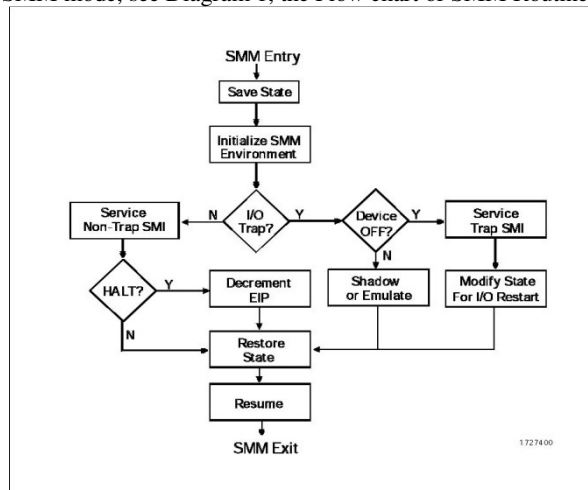 SMM mode, see Diagram 1, the Flow chart of SMM Routine
SMM Entry
Save State
Initialize SMM
Environment
I/O
Trap?
N
Y
Device
OFF?
Y
N
Service
Non-Trap SMI
Service
Trap SMI
HALT?
Y
N
Decrement
EIP
Shadow
or Emulate
Modify State
For I/O Restart
Restore
State
Resume
SMM Exit
1727400